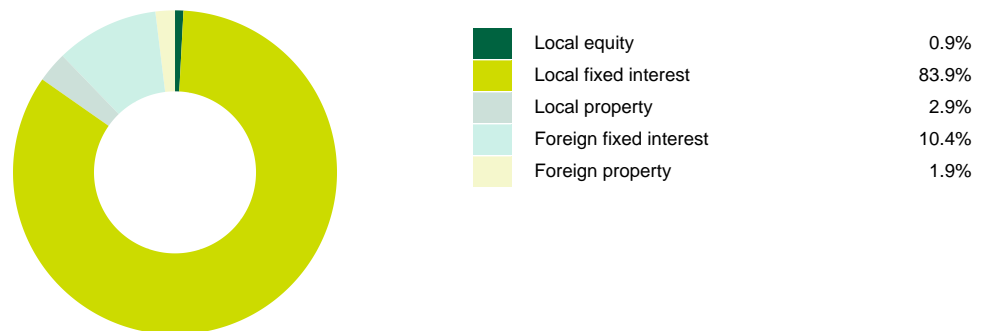 Local equity 0.9%
Local fixed interest 83.9%
Local property 2.9%
Foreign fixed interest 10.4%
Foreign property 1.9%